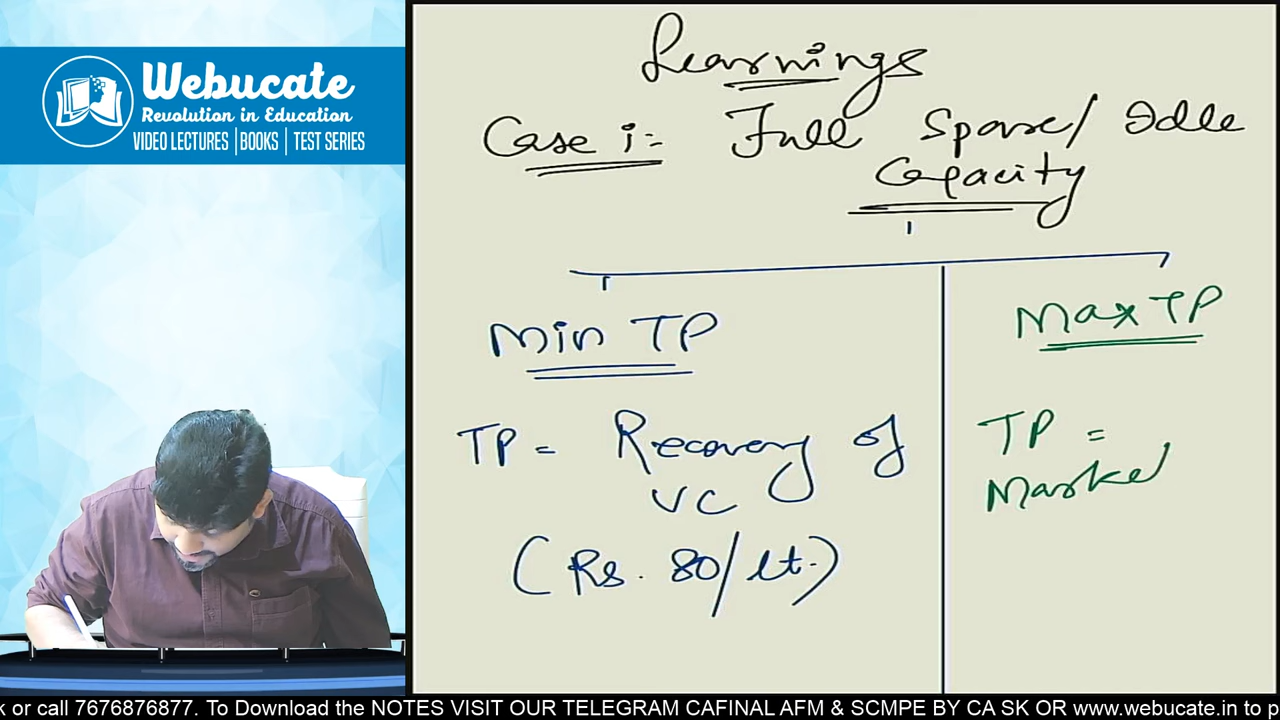 Webucate
Revolution in Education
VIDEO LECTURES | BOOKS | TEST SERIES
Learnings
Case i:- Full Spare/ Idle
Capacity
Min TP
Max TP
TP = Recovery of
VC
(Rs. 80/lt.)
TP =
Market
k or call 7676876877. To Download the NOTES VISIT OUR TELEGRAM CAFINAL AFM & SCMPE BY CA SK OR www.webucate.in to p